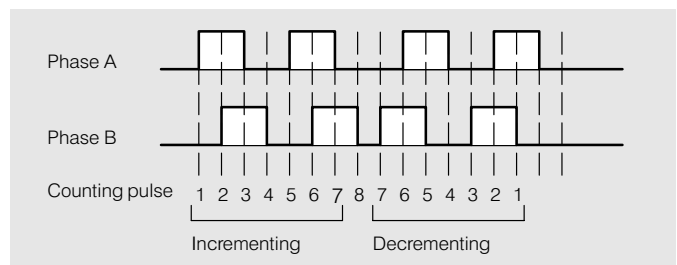 Phase A
Phase B
Counting pulse 1 2 3 4 5 6 7 8 7 6 5 4 3 2 1
Incrementing Decrementing